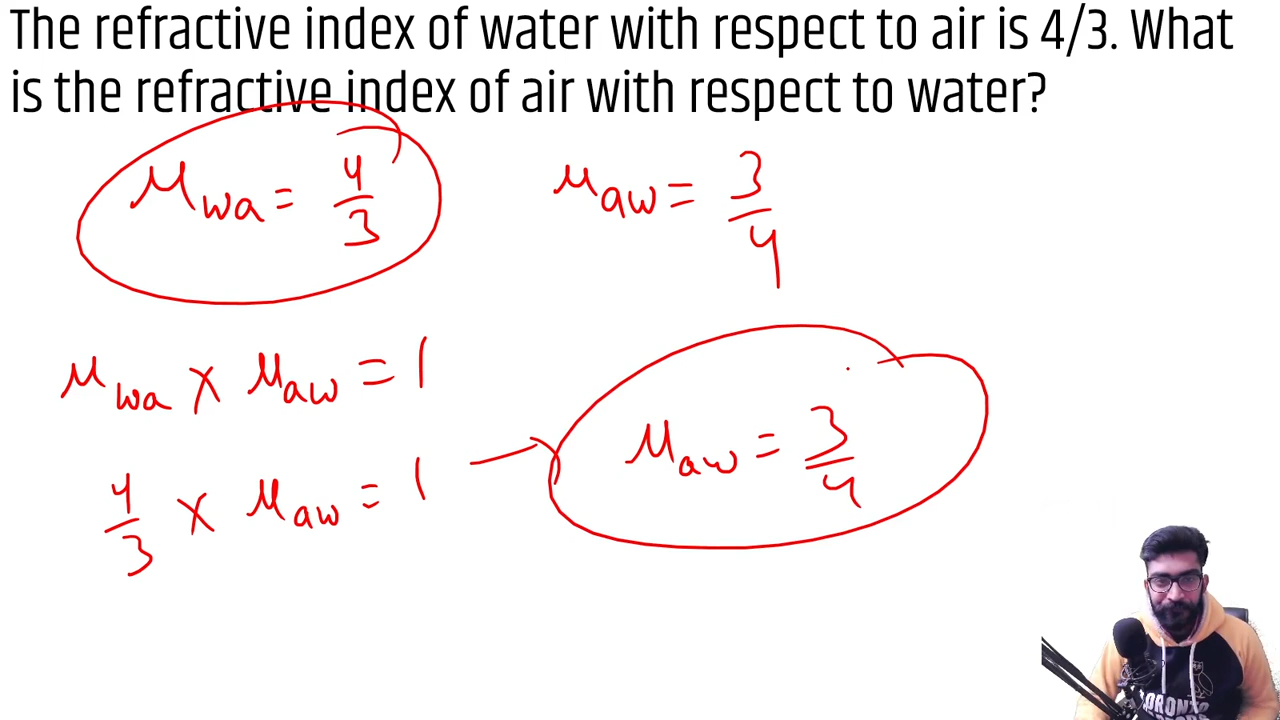 The refractive index of water with respect to air is 4/3. What
is the refractive index of air with respect to water?
μwa = 4/3
μaw = 3/4
μwa × μaw = 1
4/3 × μaw = 1
μaw = 3/4
TORONTO